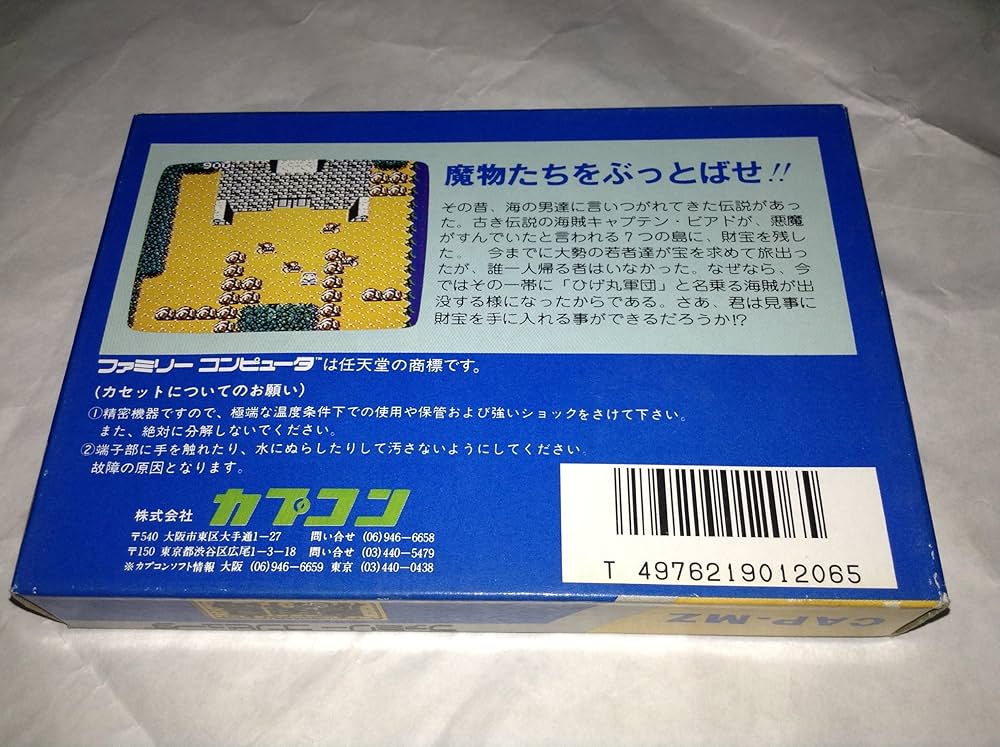 900
魔物たちをぶっとばせ!!
その昔、海の男達に言いつがれてきた伝説があっ
た。古き伝説の海賊キャプテン・ビアドが、悪魔
がすんでいたと言われる7つの島に、財宝を残し
た。 今までに大勢の若者達が宝を求めて旅出っ
たが、誰一人帰る者はいなかった。なぜなら、今
ではその一帯に「ひげ丸軍団」と名乗る海賊が出
没する様になったからである。さあ、君は見事に
財宝を手に入れる事ができるだろうか!?
ファミリー コンピュータ™は任天堂の商標です。
(カセットについてのお願い)
①精密機器ですので、極端な温度条件下での使用や保管および強いショックをさけて下さい。
また、絶対に分解しないでください。
②端子部に手を触れたり、水にぬらしたりして汚さないようにしてください。
故障の原因となります。
株式会社 カプコン
〒540 大阪市東区大手通1-27 問い合せ (06)946-6658
〒150 東京都渋谷区広尾1-3-18 問い合せ (03)440-5479
※カプコンソフト情報 大阪 (06)946-6659 東京 (03)440-0438
T 4976219012065
ファミリーコンピュータ
CAP-MZ